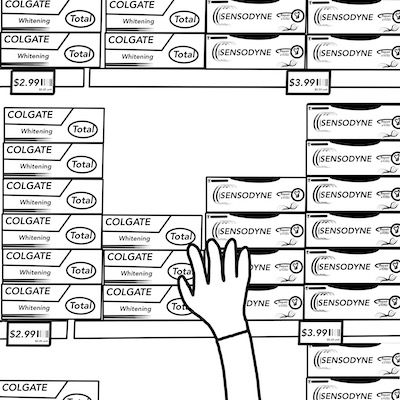 COLGATE COLGATE
Whitening Total Whitening Total SENSODYNE SENSODYNE
COLGATE COLGATE
Whitening Total Whitening Total SENSODYNE SENSODYNE
$2.99 $3.99
COLGATE SENSODYNE
Whitening Total
COLGATE SENSODYNE
Whitening Total
COLGATE SENSODYNE SENSODYNE
Whitening Total
COLGATE COLGATE SENSODYNE SENSODYNE
Whitening Total Whitening Total
COLGATE COLGATE DYNE SENSODYNE
Whitening Total Whitening
COLGATE COLGATE ODYNE SENSODYNE
Whitening Total Whitening
$2.99 $3.99
SENSODYNE
COLGATE SENSODYNE
Whitening Total